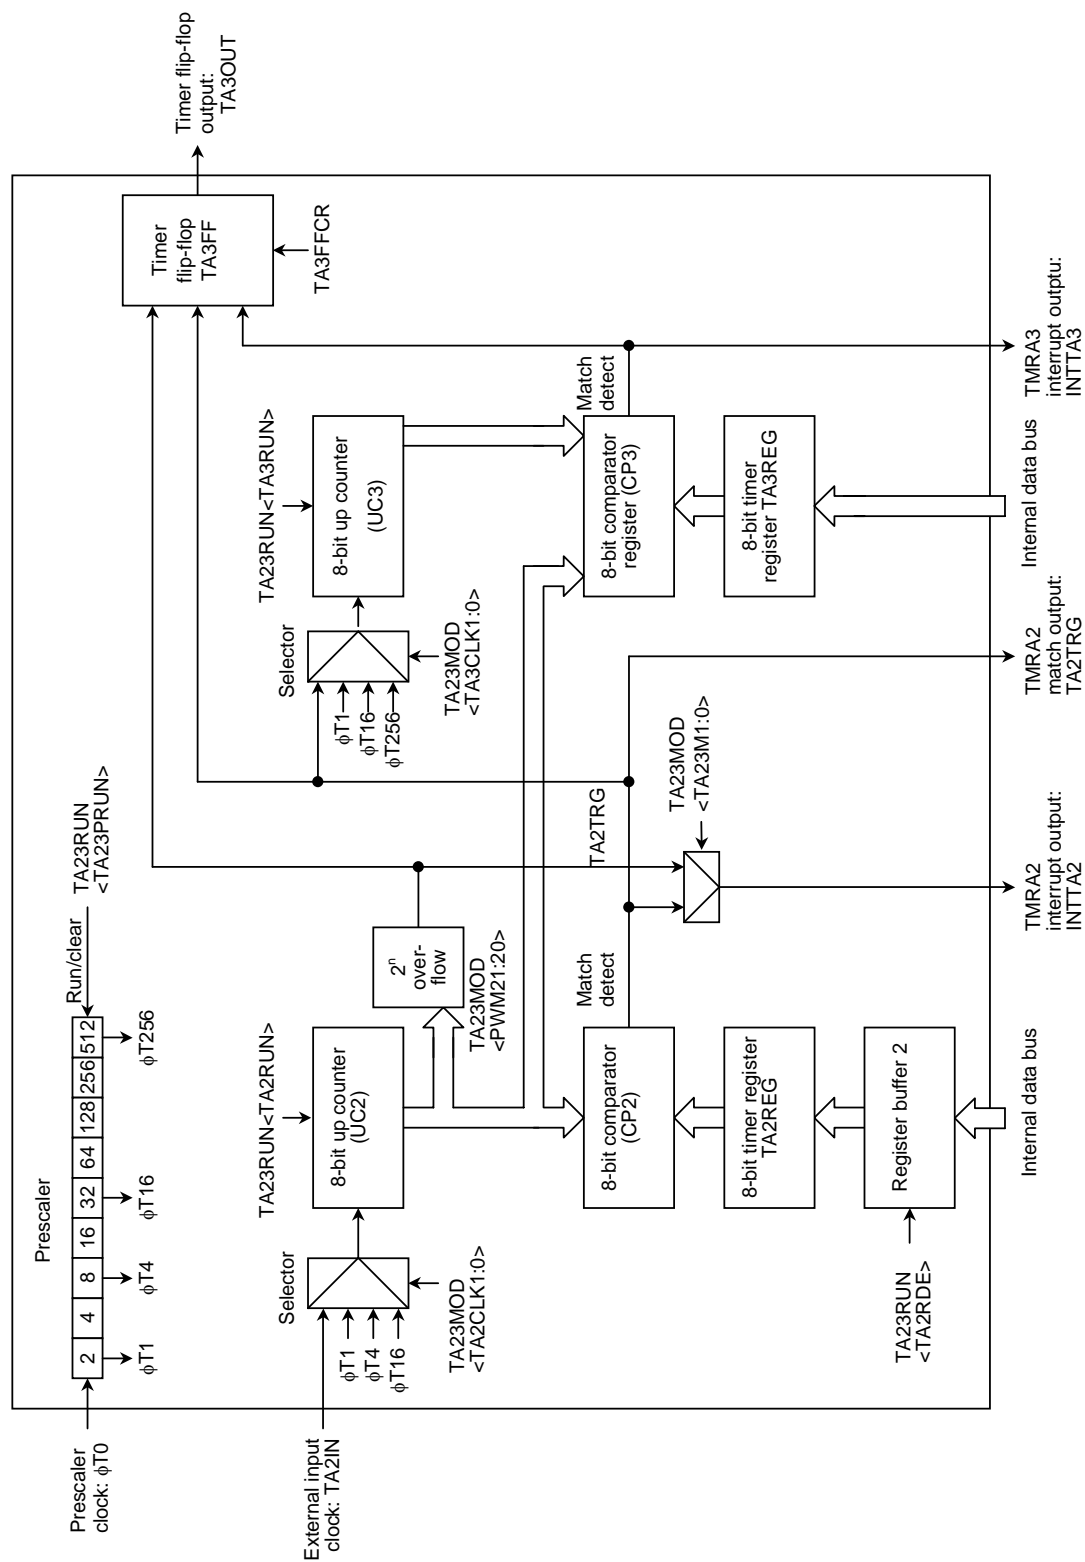 Prescaler
Prescaler
clock: ϕT0
2 4 8 16 32 64 128 256 512
Run/clear
TA23RUN
<TA23PRUN>
ϕT1
ϕT4
ϕT16
ϕT256
External input
clock: TA2IN
Selector
ϕT1
ϕT4
ϕT16
TA23MOD
<TA2CLK1:0>
TA23RUN<TA2RUN>
8-bit up counter
(UC2)
2ⁿ
over-
flow
TA23MOD
<PWM21:20>
TA2TRG
Selector
ϕT1
ϕT16
ϕT256
TA23MOD
<TA3CLK1:0>
TA23RUN<TA3RUN>
8-bit up counter
(UC3)
Timer
flip-flop
TA3FF
TA3FFCR
Timer flip-flop
output:
TA3OUT
8-bit comparator
(CP2)
Match
detect
TA23MOD
<TA23M1:0>
8-bit comparator
register (CP3)
Match
detect
8-bit timer register
TA2REG
8-bit timer
register TA3REG
TA23RUN
<TA2RDE>
Register buffer 2
Internal data bus
TMRA2
interrupt output:
INTTA2
TMRA2
match output:
TA2TRG
Internal data bus
TMRA3
interrupt outptu:
INTTA3